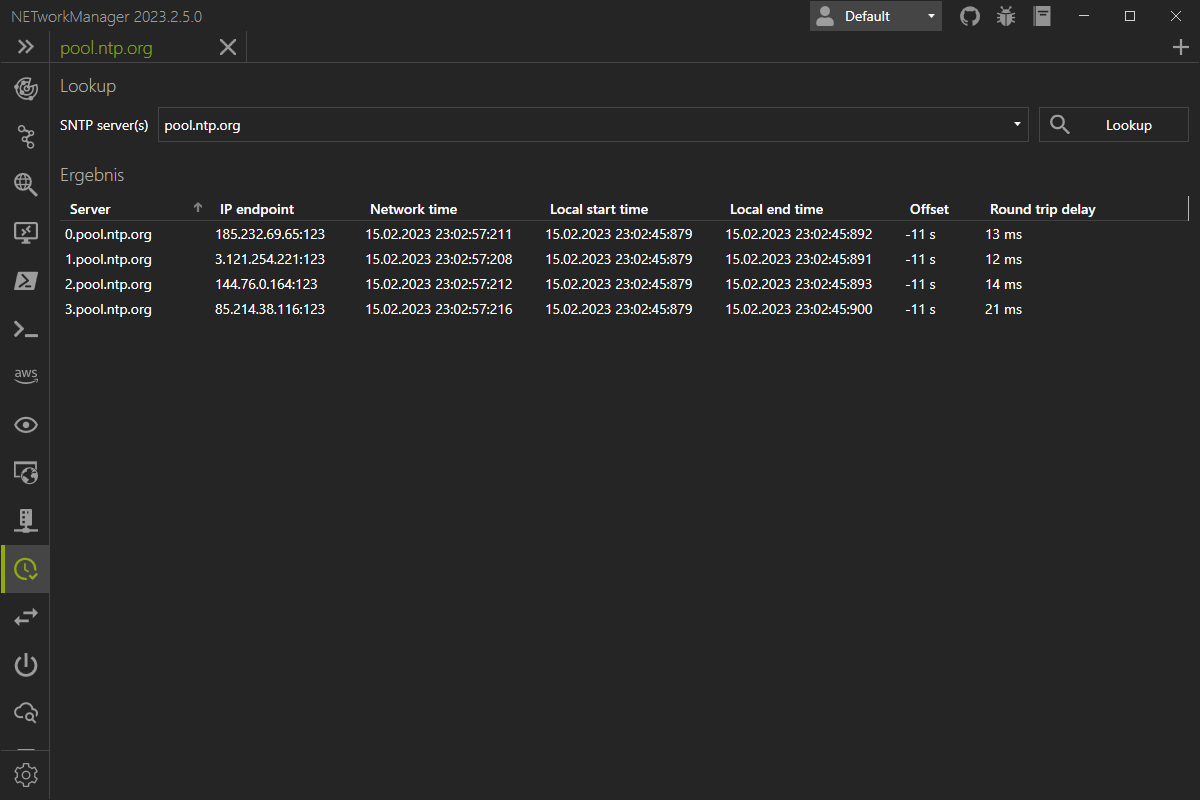 NETworkManager 2023.2.5.0 Default
pool.ntp.org
Lookup
SNTP server(s) pool.ntp.org Lookup
Ergebnis
Server IP endpoint Network time Local start time Local end time Offset Round trip delay
0.pool.ntp.org 185.232.69.65:123 15.02.2023 23:02:57:211 15.02.2023 23:02:45:879 15.02.2023 23:02:45:892 -11 s 13 ms
1.pool.ntp.org 3.121.254.221:123 15.02.2023 23:02:57:208 15.02.2023 23:02:45:879 15.02.2023 23:02:45:891 -11 s 12 ms
2.pool.ntp.org 144.76.0.164:123 15.02.2023 23:02:57:212 15.02.2023 23:02:45:879 15.02.2023 23:02:45:893 -11 s 14 ms
3.pool.ntp.org 85.214.38.116:123 15.02.2023 23:02:57:216 15.02.2023 23:02:45:879 15.02.2023 23:02:45:900 -11 s 21 ms
aws